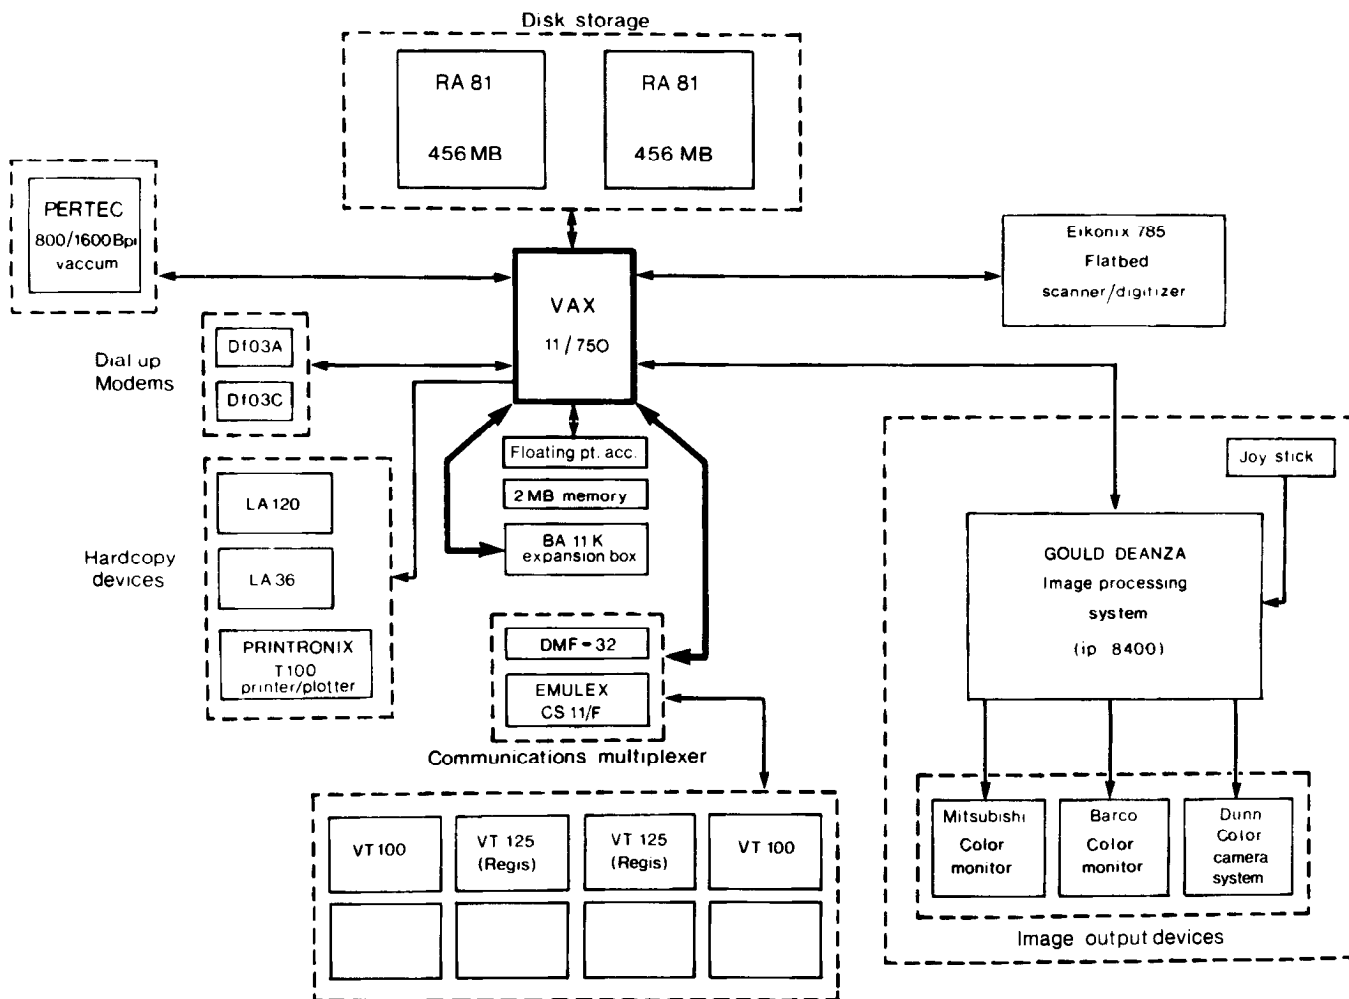 Disk storage
RA 81
456 MB
RA 81
456 MB
PERTEC
800/1600Bpi
vaccum
VAX
11/750
Eikonix 785
Flatbed
scanner/digitizer
Dial up
Modems
Df03A
Df03C
Floating pt. acc.
2 MB memory
BA 11 K
expansion box
Hardcopy
devices
LA 120
LA 36
PRINTRONIX
T100
printer/plotter
DMF-32
EMULEX
CS 11/F
Communications multiplexer
Joy stick
GOULD DEANZA
Image processing
system
(ip 8400)
Mitsubishi
Color
monitor
Barco
Color
monitor
Dunn
Color
camera
system
Image output devices
VT 100
VT 125
(Regis)
VT 125
(Regis)
VT 100